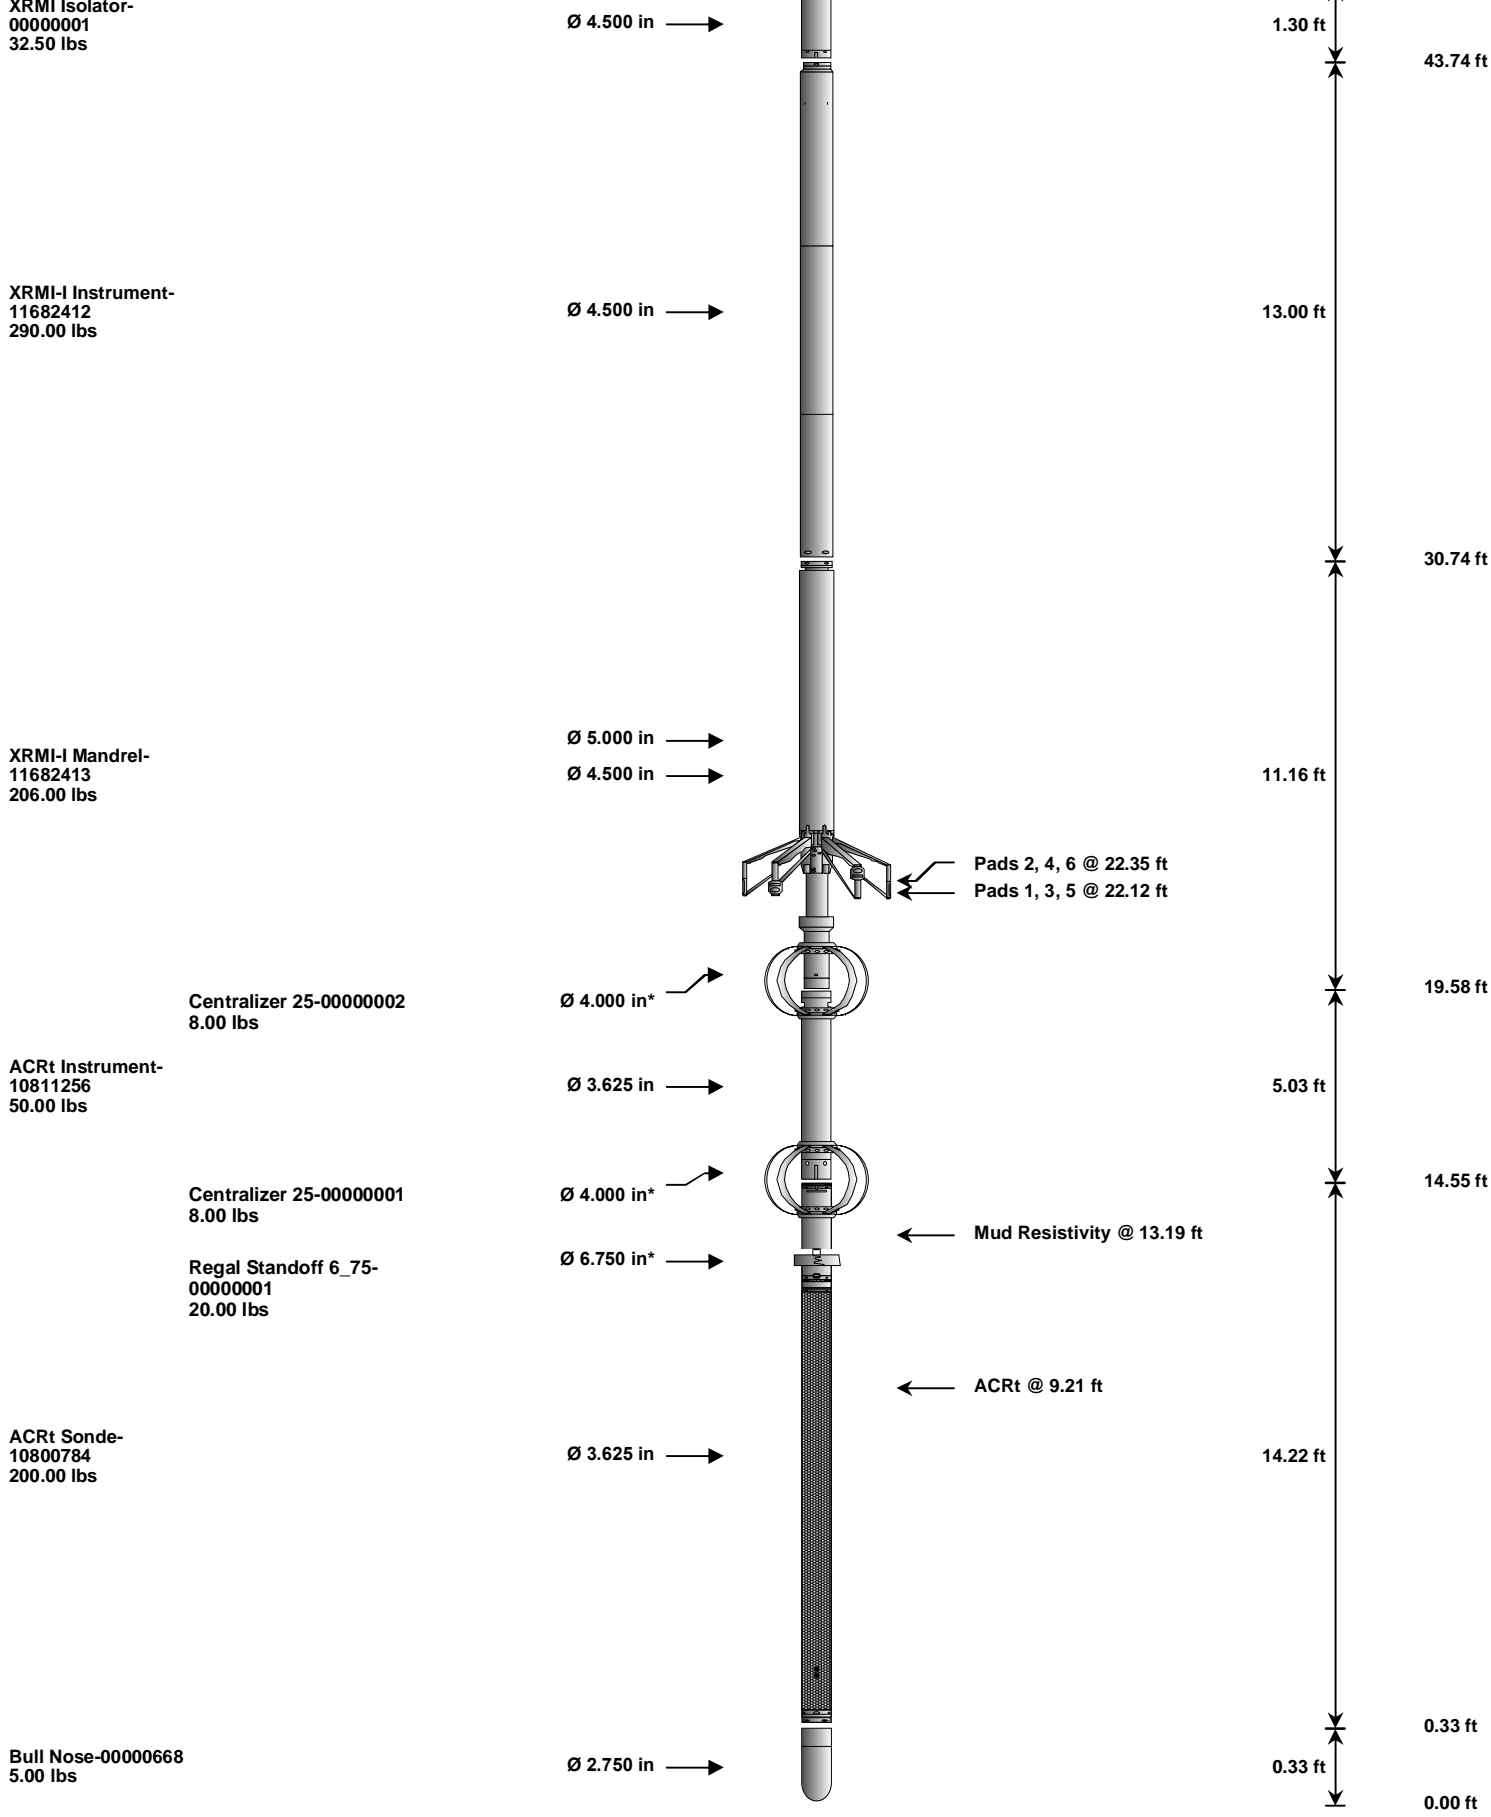 XRMI Isolator-
00000001
32.50 lbs
Ø 4.500 in
1.30 ft
43.74 ft
XRMI-I Instrument-
11682412
290.00 lbs
Ø 4.500 in
13.00 ft
30.74 ft
XRMI-I Mandrel-
11682413
206.00 lbs
Ø 5.000 in
Ø 4.500 in
11.16 ft
Pads 2, 4, 6 @ 22.35 ft
Pads 1, 3, 5 @ 22.12 ft
19.58 ft
Centralizer 25-00000002
8.00 lbs
Ø 4.000 in*
ACRt Instrument-
10811256
50.00 lbs
Ø 3.625 in
5.03 ft
14.55 ft
Centralizer 25-00000001
8.00 lbs
Ø 4.000 in*
Mud Resistivity @ 13.19 ft
Regal Standoff 6_75-
00000001
20.00 lbs
Ø 6.750 in*
ACRt @ 9.21 ft
ACRt Sonde-
10800784
200.00 lbs
Ø 3.625 in
14.22 ft
0.33 ft
Bull Nose-00000668
5.00 lbs
Ø 2.750 in
0.33 ft
0.00 ft